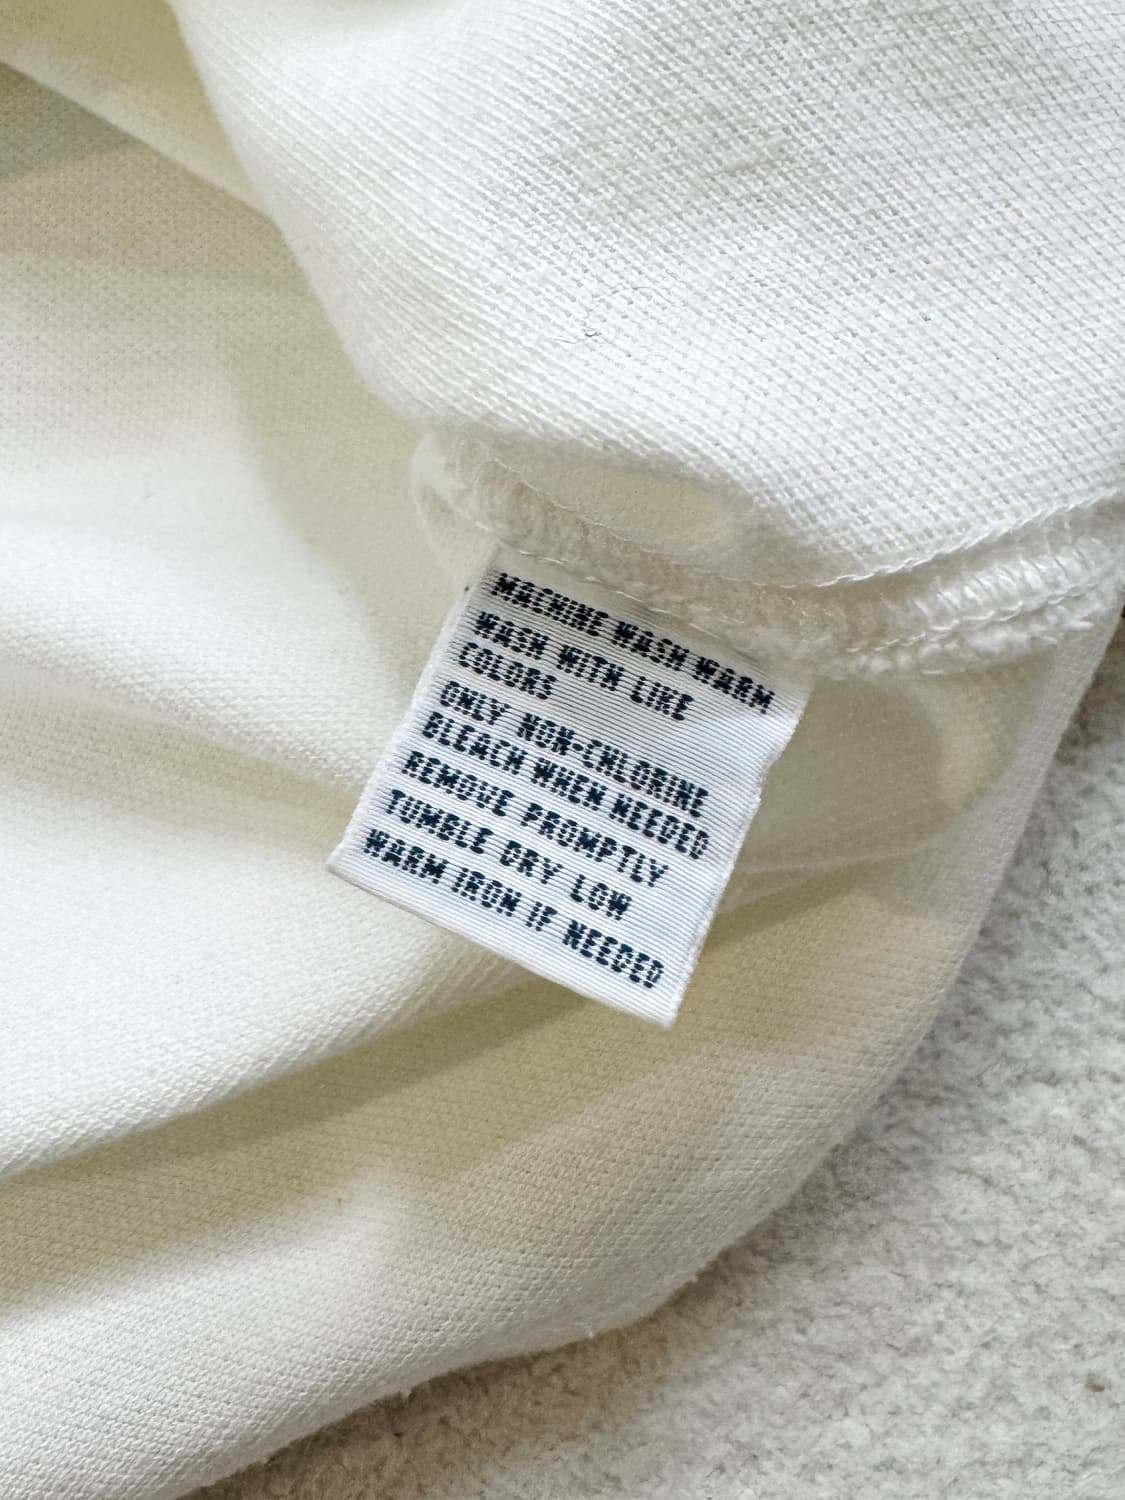 MACHINE WASH WARM
WASH WITH LIKE
COLORS
ONLY NON-CHLORINE
BLEACH WHEN NEEDED
REMOVE PROMPTLY
TUMBLE DRY LOW
WARM IRON IF NEEDED